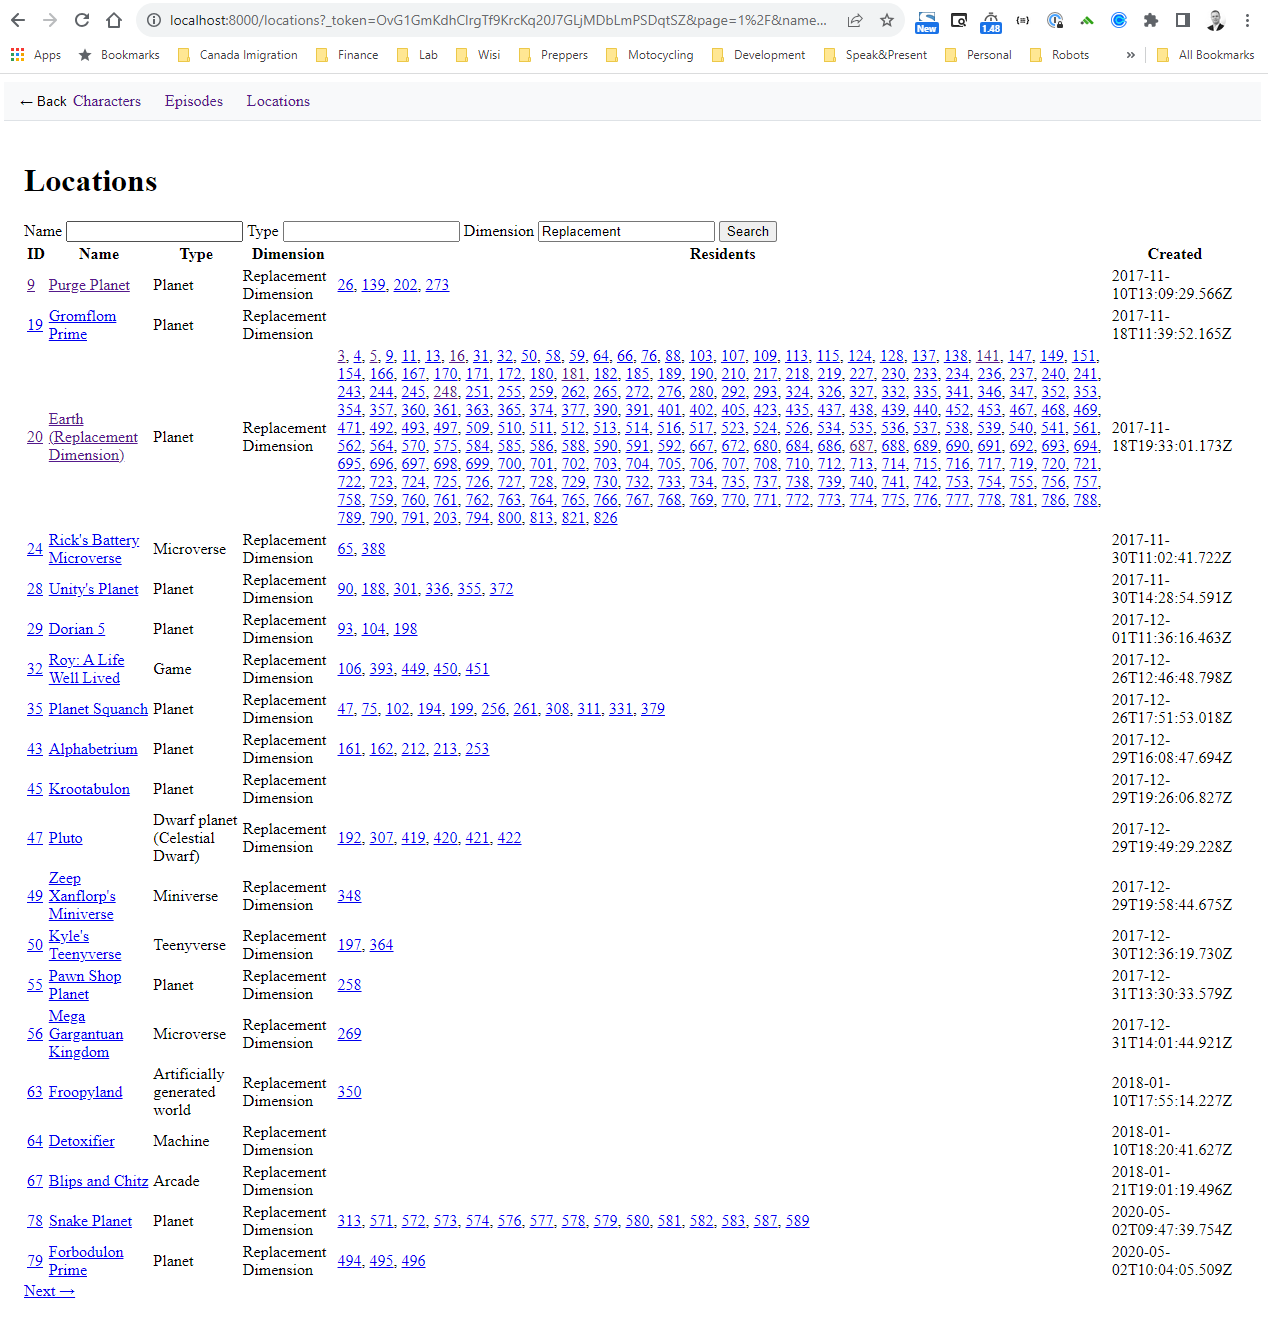 localhost:8000/locations?_token=OvG1GmKdhClrgTf9KrcKq20J7GLjMDbLmPSDqtSZ&page=1%2F&name...
New
1.48
Apps Bookmarks Canada Imigration Finance Lab Wisi Preppers Motocycling Development Speak&Present Personal Robots » All Bookmarks
← Back Characters Episodes Locations
Locations
Name Type Dimension Replacement Search
ID Name Type Dimension Residents Created
9 Purge Planet Planet Replacement Dimension 26, 139, 202, 273 2017-11-10T13:09:29.566Z
19 Gromflom Prime Planet Replacement Dimension 2017-11-18T11:39:52.165Z
20 Earth (Replacement Dimension) Planet Replacement Dimension
3, 4, 5, 9, 11, 13, 16, 31, 32, 50, 58, 59, 64, 66, 76, 88, 103, 107, 109, 113, 115, 124, 128, 137, 138, 141, 147, 149, 151,
154, 166, 167, 170, 171, 172, 180, 181, 182, 185, 189, 190, 210, 217, 218, 219, 227, 230, 233, 234, 236, 237, 240, 241,
243, 244, 245, 248, 251, 255, 259, 262, 265, 272, 276, 280, 292, 293, 324, 326, 327, 332, 335, 341, 346, 347, 352, 353,
354, 357, 360, 361, 363, 365, 374, 377, 390, 391, 401, 402, 405, 423, 435, 437, 438, 439, 440, 452, 453, 467, 468, 469,
471, 492, 493, 497, 509, 510, 511, 512, 513, 514, 516, 517, 523, 524, 526, 534, 535, 536, 537, 538, 539, 540, 541, 561,
562, 564, 570, 575, 584, 585, 586, 588, 590, 591, 592, 667, 672, 680, 684, 686, 687, 688, 689, 690, 691, 692, 693, 694,
695, 696, 697, 698, 699, 700, 701, 702, 703, 704, 705, 706, 707, 708, 710, 712, 713, 714, 715, 716, 717, 719, 720, 721,
722, 723, 724, 725, 726, 727, 728, 729, 730, 732, 733, 734, 735, 737, 738, 739, 740, 741, 742, 753, 754, 755, 756, 757,
758, 759, 760, 761, 762, 763, 764, 765, 766, 767, 768, 769, 770, 771, 772, 773, 774, 775, 776, 777, 778, 781, 786, 788,
789, 790, 791, 203, 794, 800, 813, 821, 826
2017-11-18T19:33:01.173Z
24 Rick's Battery Microverse Microverse Replacement Dimension 65, 388 2017-11-30T11:02:41.722Z
28 Unity's Planet Planet Replacement Dimension 90, 188, 301, 336, 355, 372 2017-11-30T14:28:54.591Z
29 Dorian 5 Planet Replacement Dimension 93, 104, 198 2017-12-01T11:36:16.463Z
32 Roy: A Life Well Lived Game Replacement Dimension 106, 393, 449, 450, 451 2017-12-26T12:46:48.798Z
35 Planet Squanch Planet Replacement Dimension 47, 75, 102, 194, 199, 256, 261, 308, 311, 331, 379 2017-12-26T17:51:53.018Z
43 Alphabetrium Planet Replacement Dimension 161, 162, 212, 213, 253 2017-12-29T16:08:47.694Z
45 Krootabulon Planet Replacement Dimension 2017-12-29T19:26:06.827Z
47 Pluto Dwarf planet (Celestial Dwarf) Replacement Dimension 192, 307, 419, 420, 421, 422 2017-12-29T19:49:29.228Z
49 Zeep Xanflorp's Miniverse Miniverse Replacement Dimension 348 2017-12-29T19:58:44.675Z
50 Kyle's Teenyverse Teenyverse Replacement Dimension 197, 364 2017-12-30T12:36:19.730Z
55 Pawn Shop Planet Planet Replacement Dimension 258 2017-12-31T13:30:33.579Z
56 Mega Gargantuan Kingdom Microverse Replacement Dimension 269 2017-12-31T14:01:44.921Z
63 Froopyland Artificially generated world Replacement Dimension 350 2018-01-10T17:55:14.227Z
64 Detoxifier Machine Replacement Dimension 2018-01-10T18:20:41.627Z
67 Blips and Chitz Arcade Replacement Dimension 2018-01-21T19:01:19.496Z
78 Snake Planet Planet Replacement Dimension 313, 571, 572, 573, 574, 576, 577, 578, 579, 580, 581, 582, 583, 587, 589 2020-05-02T09:47:39.754Z
79 Forbodulon Prime Planet Replacement Dimension 494, 495, 496 2020-05-02T10:04:05.509Z
Next →